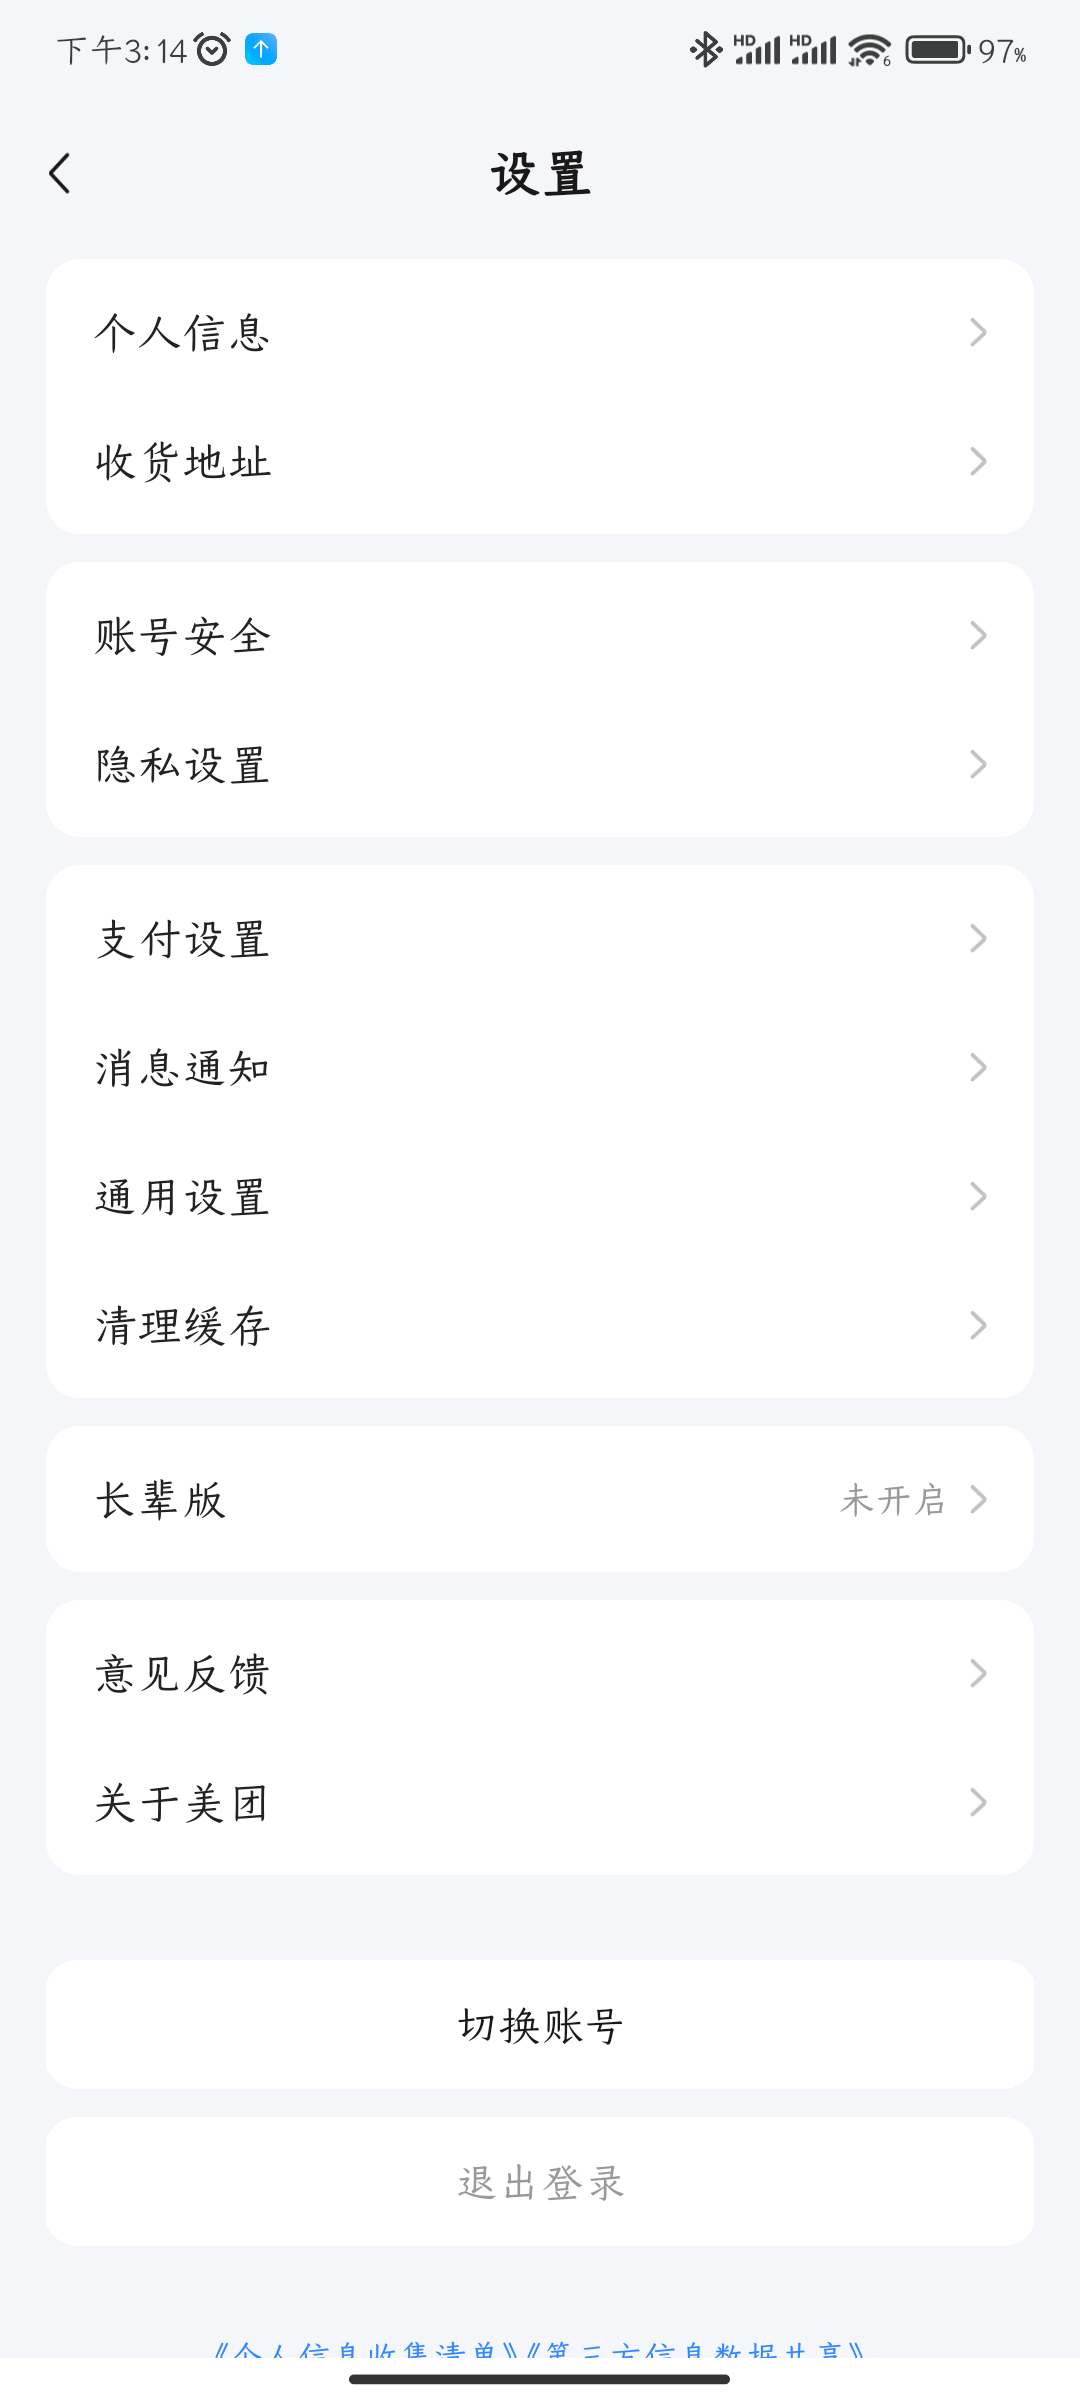 下午3:14 HD HD 6 97%
设置
个人信息
收货地址
账号安全
隐私设置
支付设置
消息通知
通用设置
清理缓存
长辈版 未开启
意见反馈
关于美团
切换账号
退出登录
《个人信息收集清单》《第三方信息数据共享》